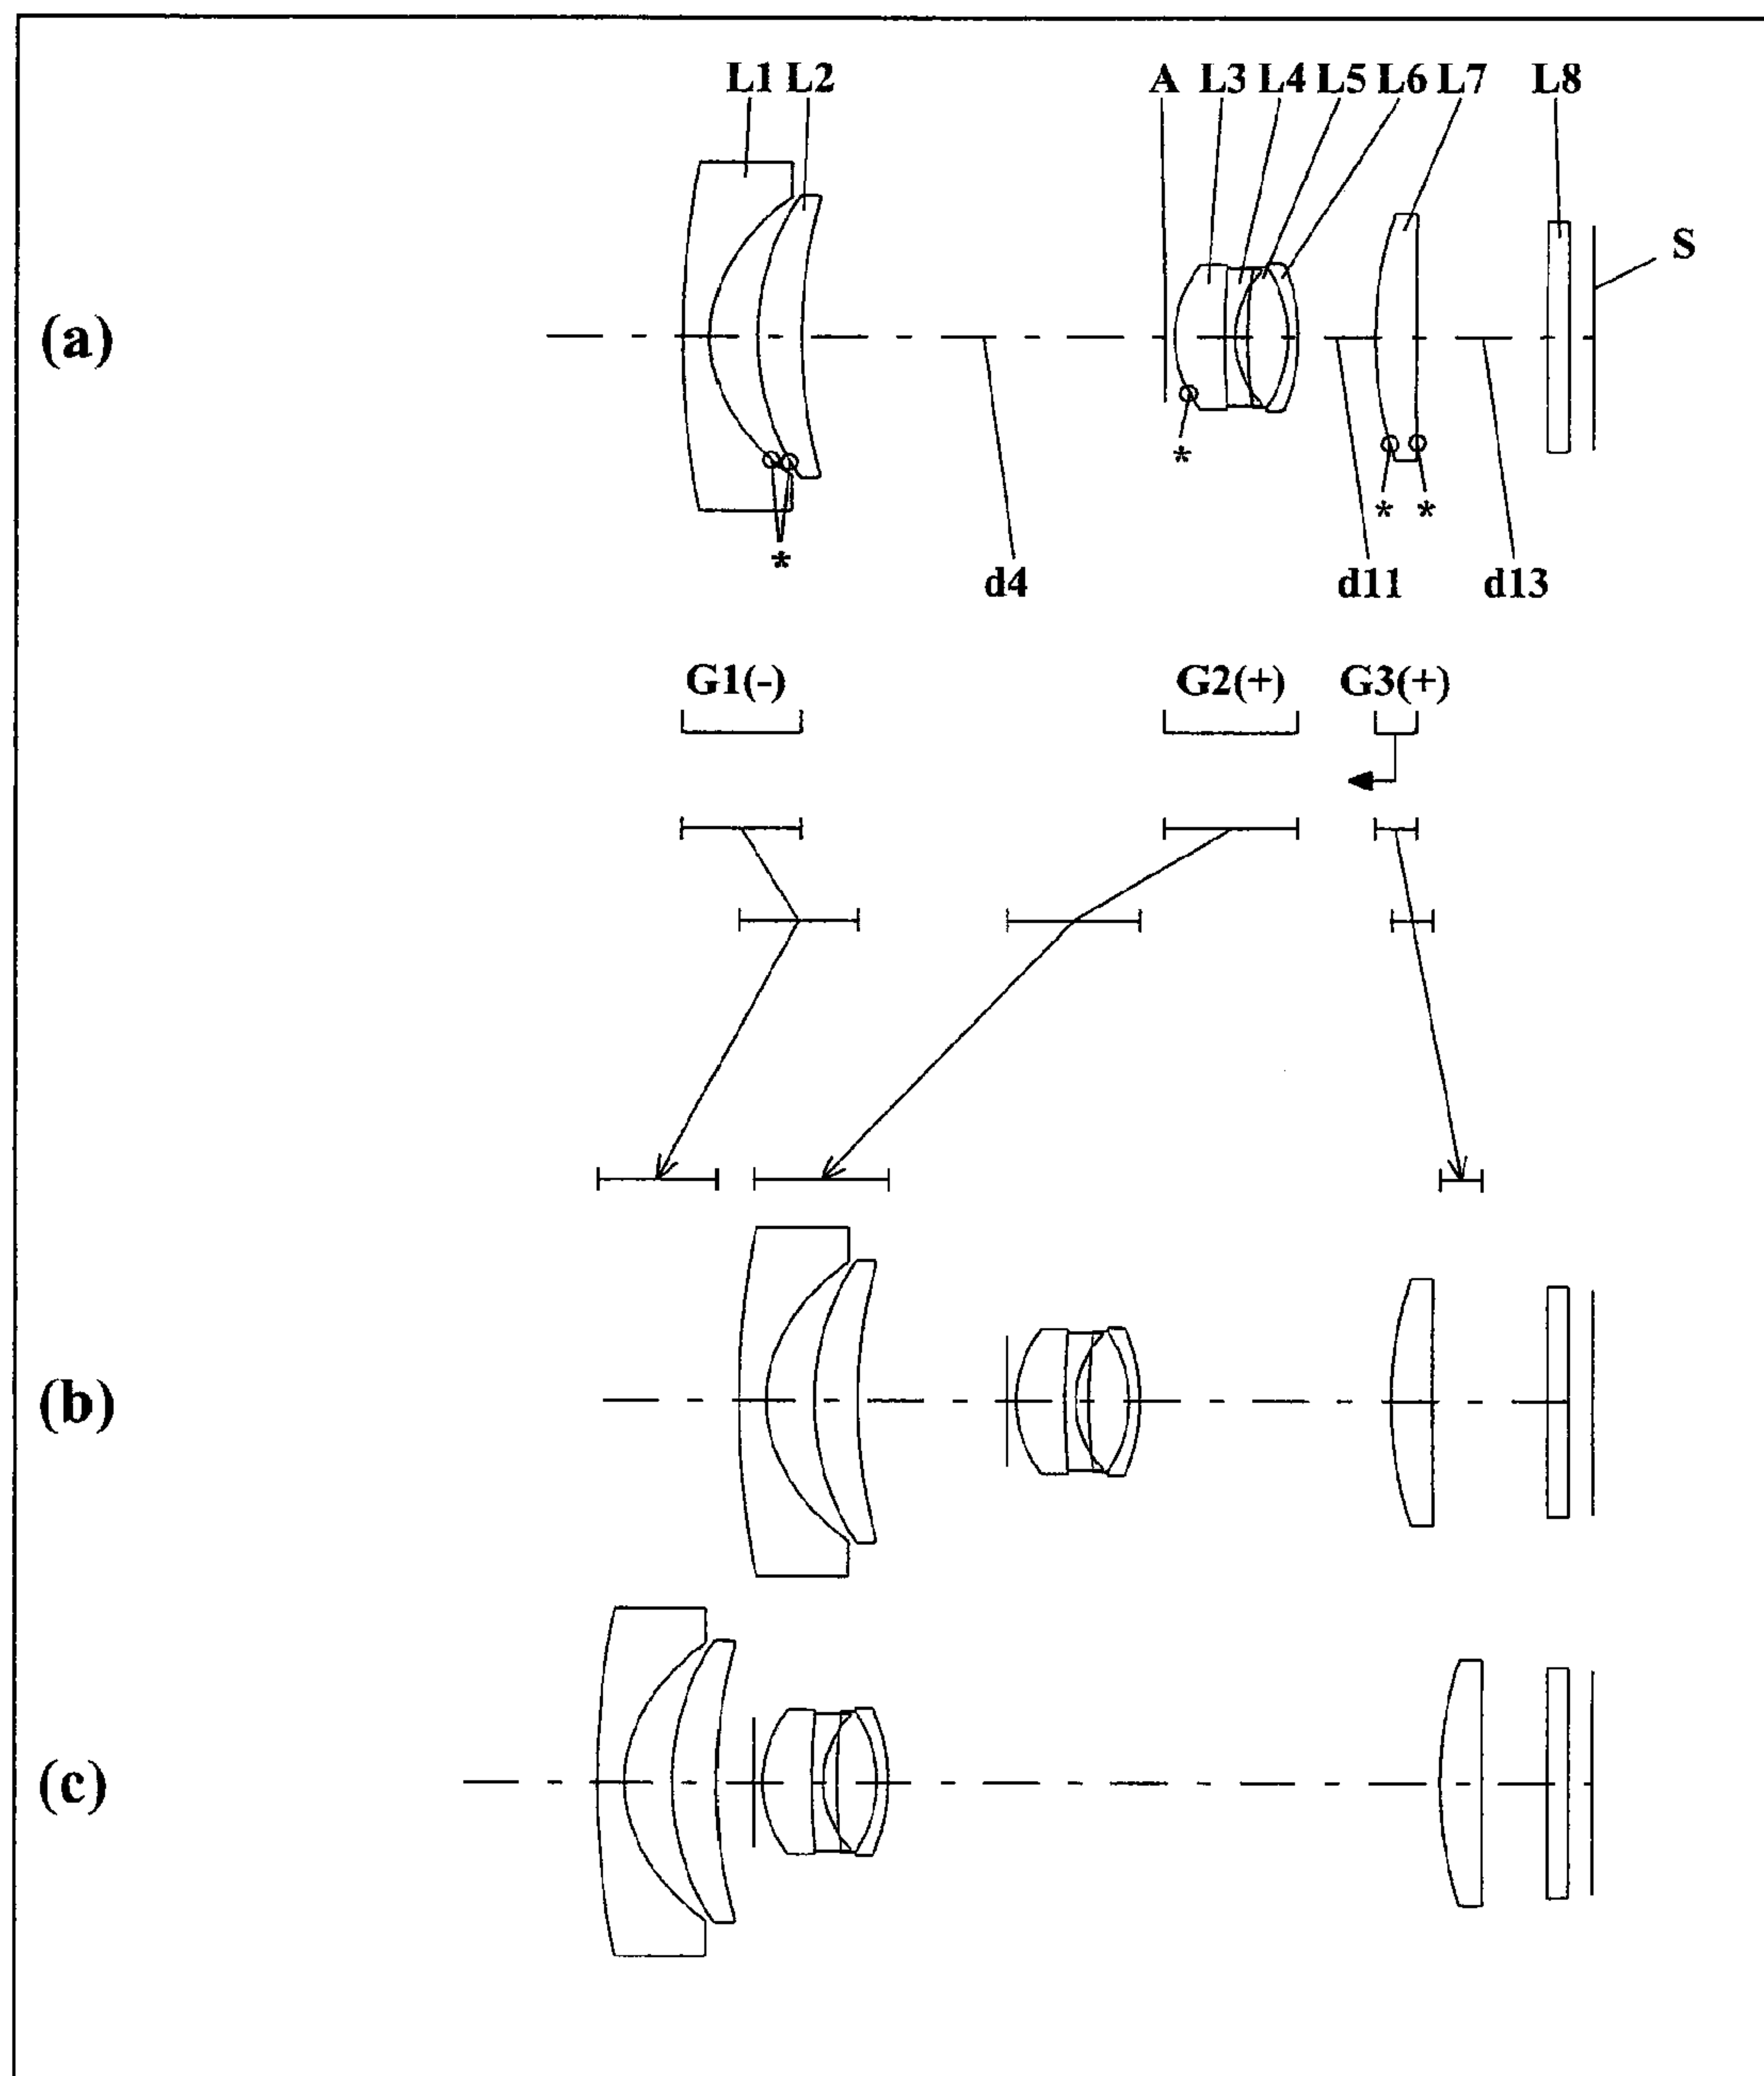 L1 L2 A L3 L4 L5 L6 L7 L8
S
(a)
*
* *
*
d4 d11 d13
G1(-) G2(+) G3(+)
(b)
(c)